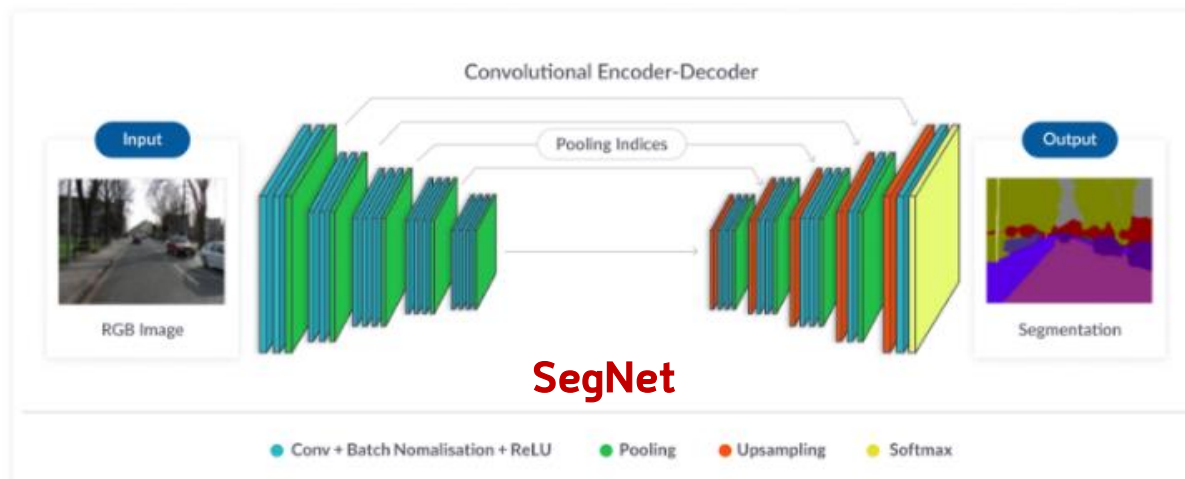 Convolutional Encoder-Decoder
Input
Pooling Indices
Output
RGB Image
Segmentation
SegNet
Conv + Batch Nomalisation + ReLU
Pooling
Upsampling
Softmax